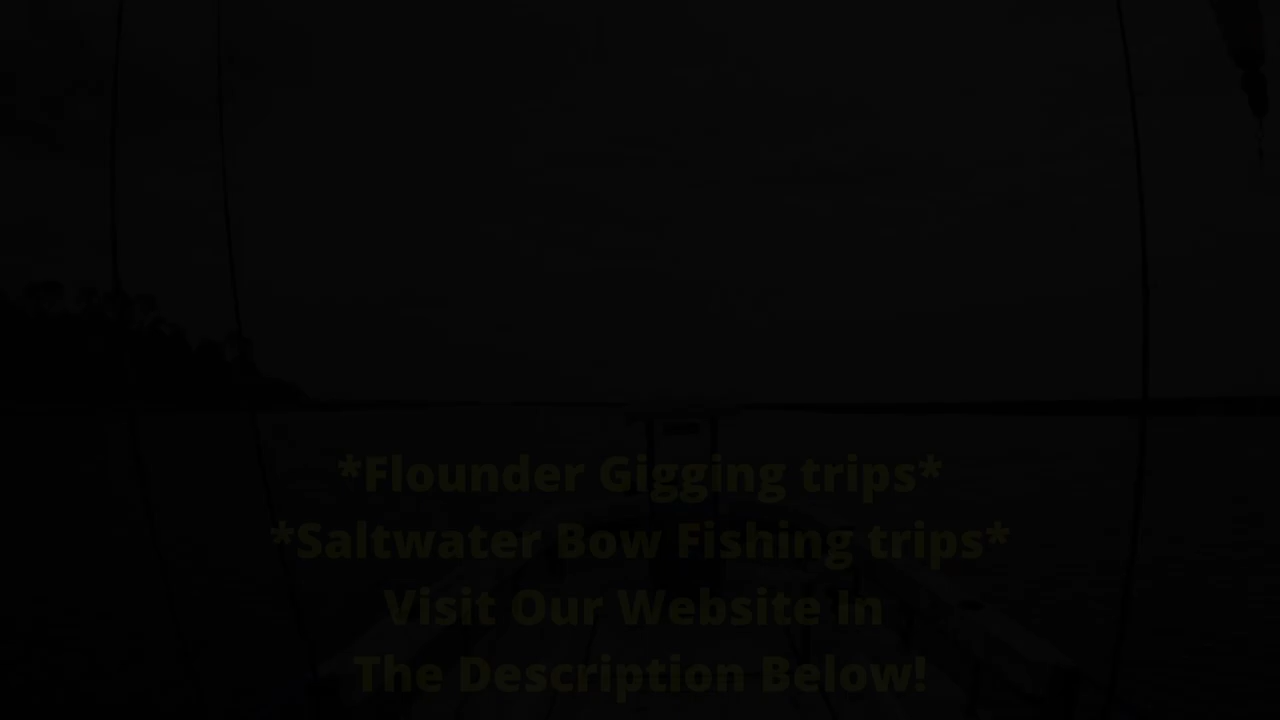 *Flounder Gigging trips*
*Saltwater Bow Fishing trips*
Visit Our Website In
The Description Below!